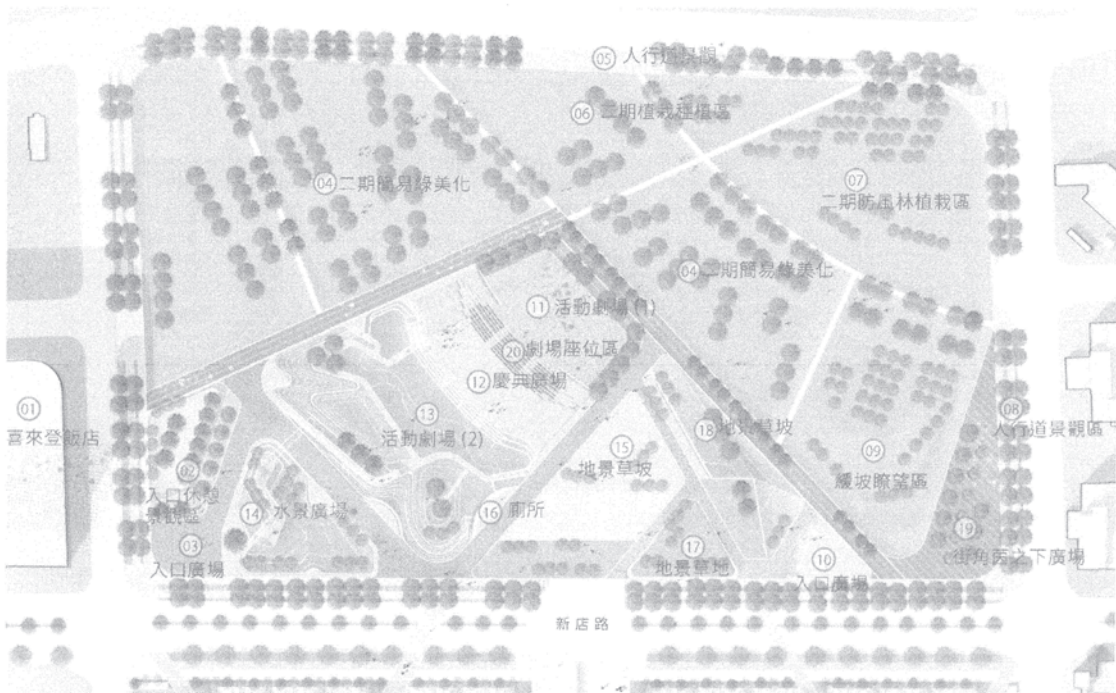 05 人行道景觀
06 二期植栽種植區
04 二期簡易綠美化
07
二期防風林植栽區
04 二期簡易綠美化
11 活動劇場 (1)
20 劇場座位區
12 慶典廣場
01
喜來登飯店
13
活動劇場 (2)
15
地景草坡
18 地景草坡
08
人行道景觀區
09
緩坡瞭望區
02
入口休憩
景觀區
14 水景廣場
16 廁所
03
入口廣場
17
地景草地
10
入口廣場
19
街角茵之下廣場
新店路